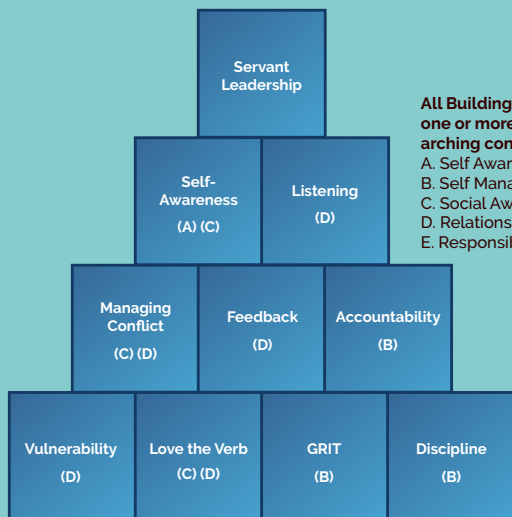 Servant
Leadership
All Building
one or more
arching con
A. Self Awar
B. Self Mana
C. Social Aw
D. Relations
E. Responsib
Self-
Awareness
(A) (C)
Listening
(D)
Managing
Conflict
(C) (D)
Feedback
(D)
Accountability
(B)
Vulnerability
(D)
Love the Verb
(C) (D)
GRIT
(B)
Discipline
(B)